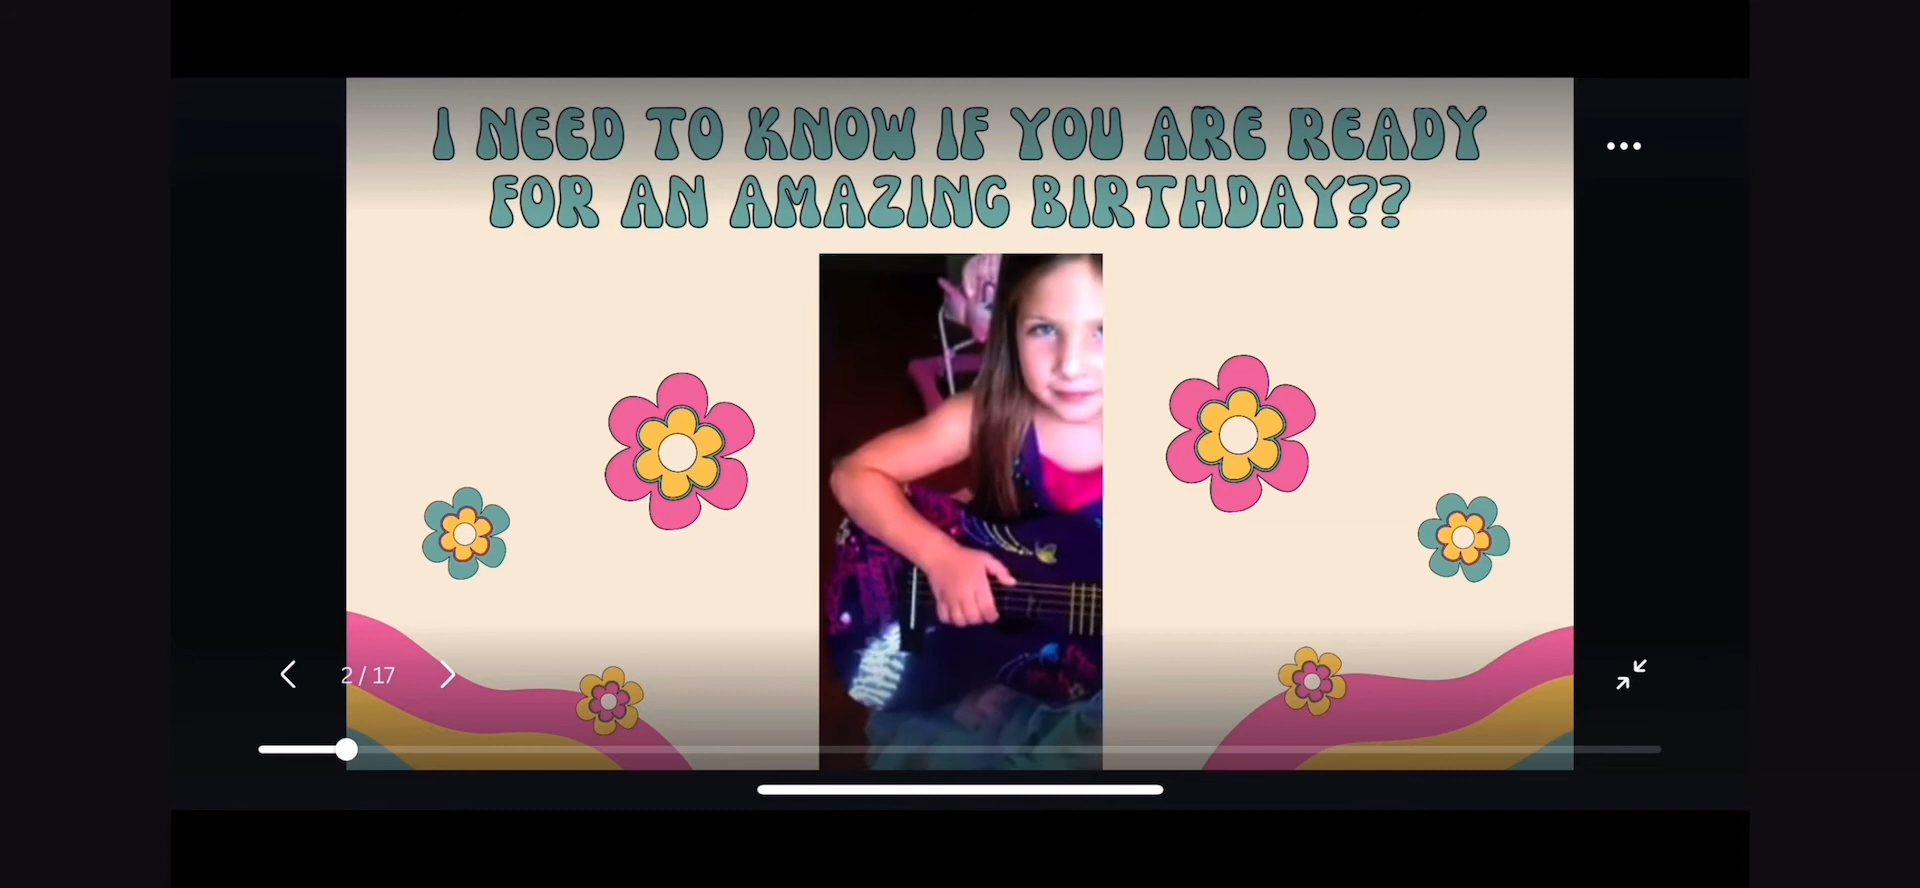 I NEED TO KNOW IF YOU ARE READY
FOR AN AMAZING BIRTHDAY??
2 / 17